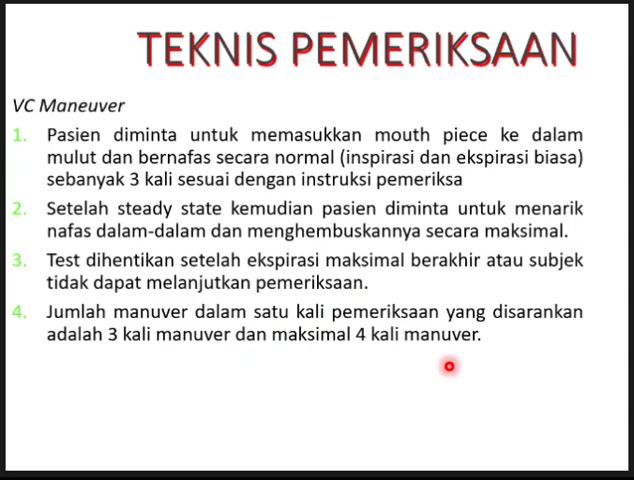 TEKNIS PEMERIKSAAN
VC Maneuver
1. Pasien diminta untuk memasukkan mouth piece ke dalam
mulut dan bernafas secara normal (inspirasi dan ekspirasi biasa)
sebanyak 3 kali sesuai dengan instruksi pemeriksa
2. Setelah steady state kemudian pasien diminta untuk menarik
nafas dalam-dalam dan menghembuskannya secara maksimal.
3. Test dihentikan setelah ekspirasi maksimal berakhir atau subjek
tidak dapat melanjutkan pemeriksaan.
4. Jumlah manuver dalam satu kali pemeriksaan yang disarankan
adalah 3 kali manuver dan maksimal 4 kali manuver.